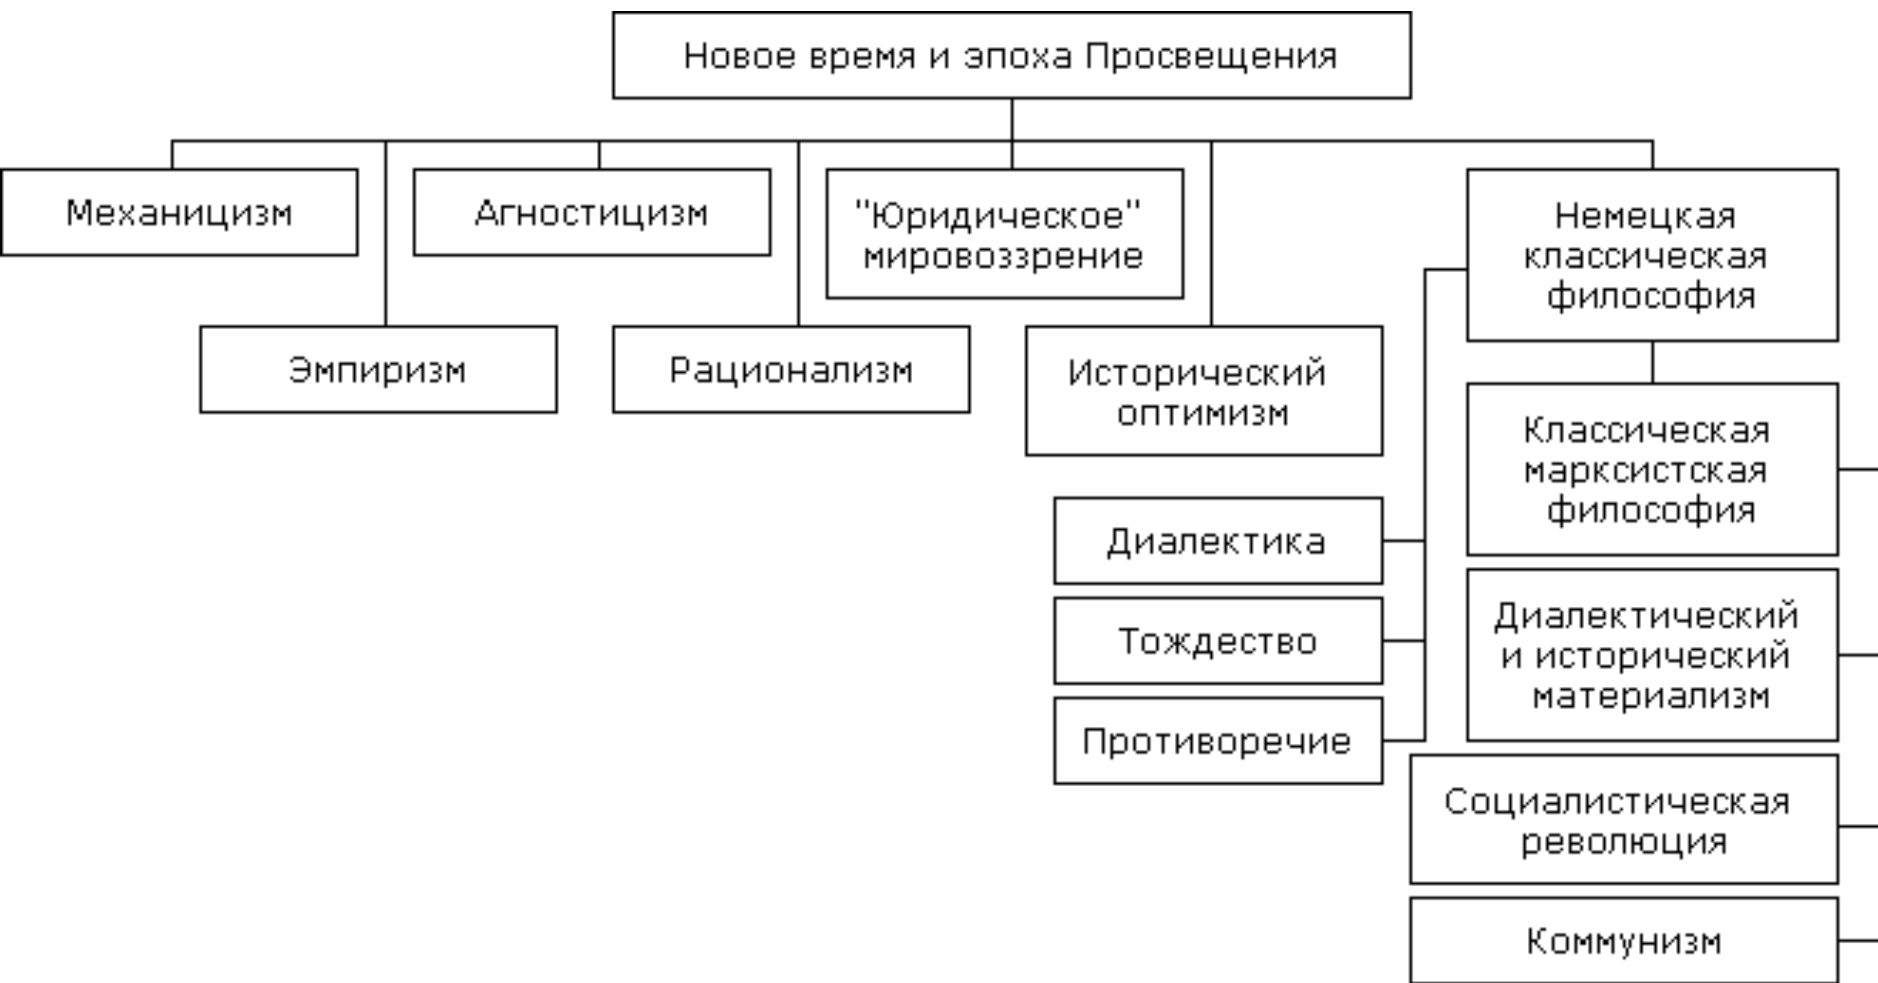 Новое время и эпоха Просвещения
Механицизм
Агностицизм
"Юридическое"
мировоззрение
Немецкая
классическая
философия
Эмпиризм
Рационализм
Исторический
оптимизм
Классическая
марксистская
философия
Диалектика
Тождество
Противоречие
Диалектический
и исторический
материализм
Социалистическая
революция
Коммунизм